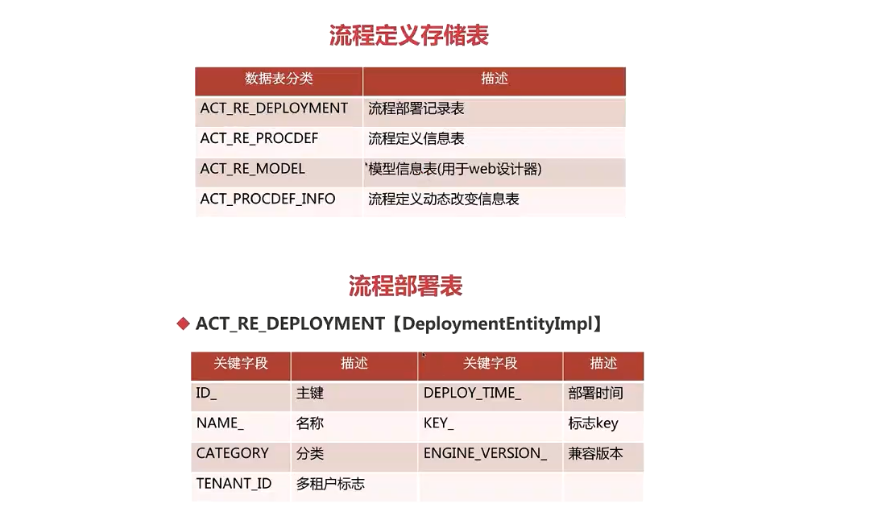 流程定义存储表
数据表分类 描述
ACT_RE_DEPLOYMENT 流程部署记录表
ACT_RE_PROCDEF 流程定义信息表
ACT_RE_MODEL 模型信息表(用于web设计器)
ACT_PROCDEF_INFO 流程定义动态改变信息表
流程部署表
ACT_RE_DEPLOYMENT【DeploymentEntityImpl】
关键字段 描述 关键字段 描述
ID_ 主键 DEPLOY_TIME_ 部署时间
NAME_ 名称 KEY_ 标志key
CATEGORY 分类 ENGINE_VERSION_ 兼容版本
TENANT_ID 多租户标志